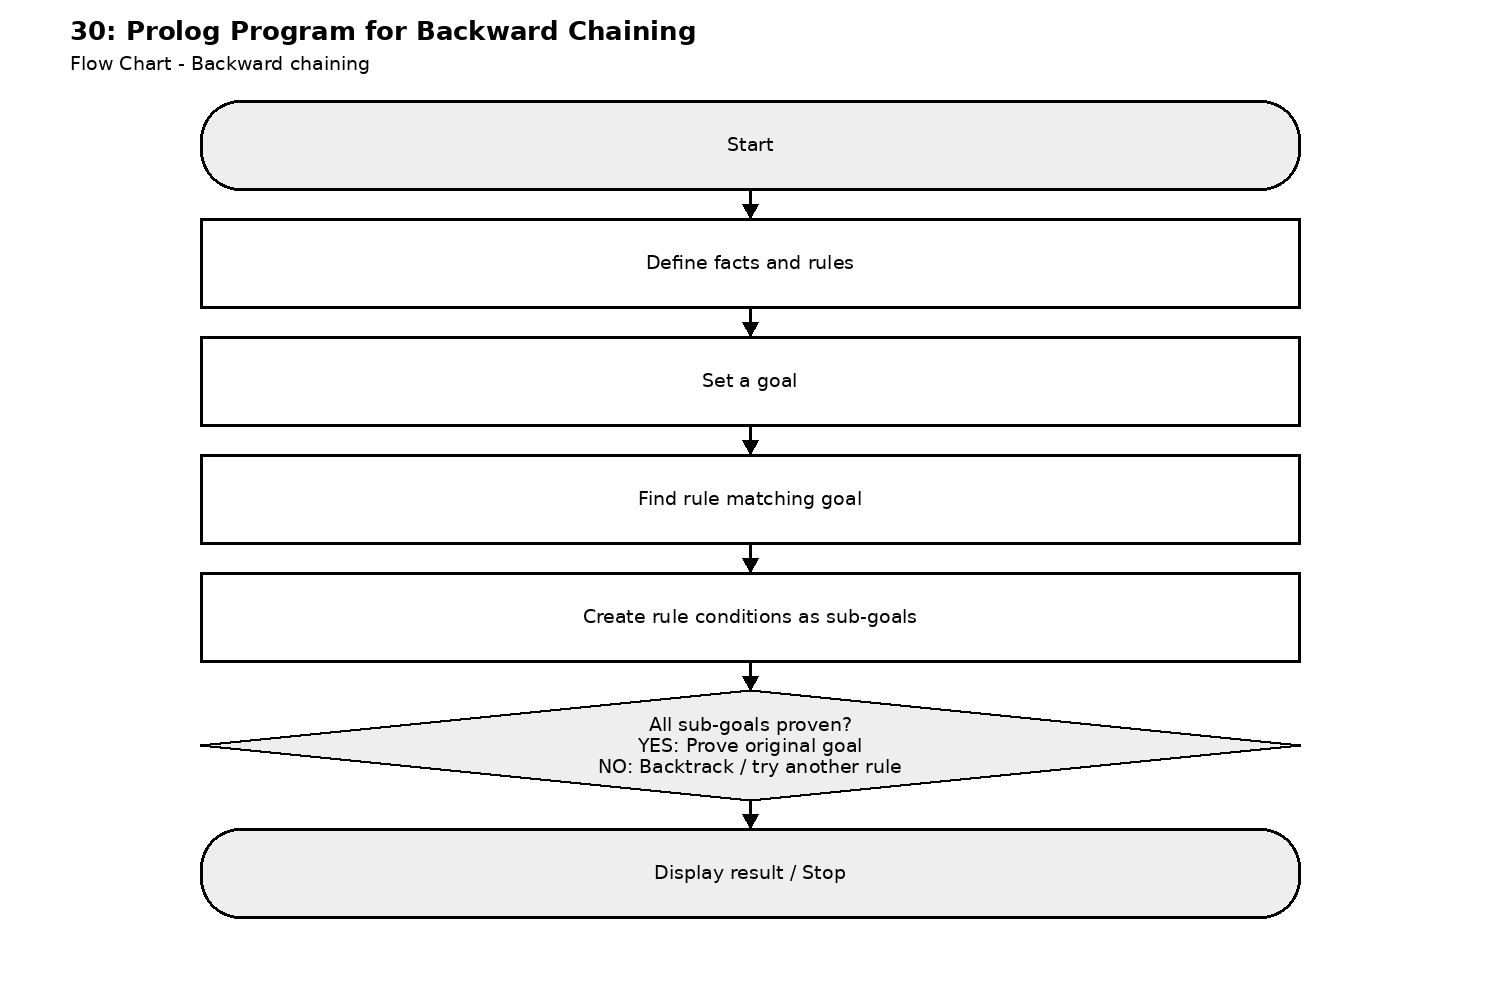 30: Prolog Program for Backward Chaining
Flow Chart - Backward chaining
Start
Define facts and rules
Set a goal
Find rule matching goal
Create rule conditions as sub-goals
All sub-goals proven?
YES: Prove original goal
NO: Backtrack / try another rule
Display result / Stop